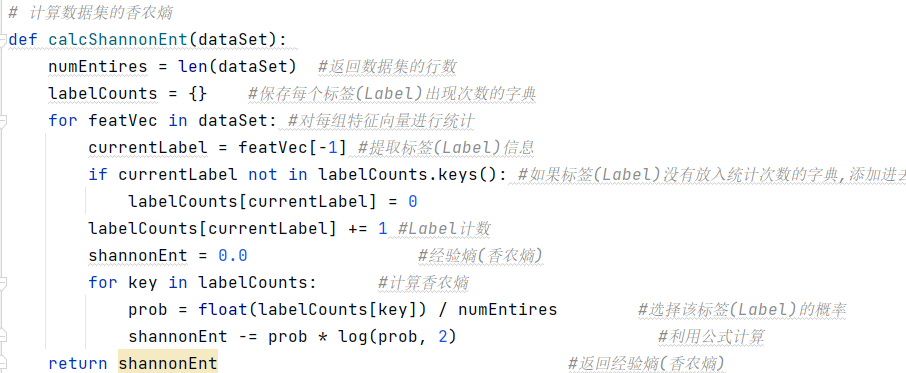 # 计算数据集的香农熵
def calcShannonEnt(dataSet):
    numEntires = len(dataSet)  #返回数据集的行数
    labelCounts = {}    #保存每个标签(Label)出现次数的字典
    for featVec in dataSet: #对每组特征向量进行统计
        currentLabel = featVec[-1] #提取标签(Label)信息
        if currentLabel not in labelCounts.keys(): #如果标签(Label)没有放入统计次数的字典,添加进去
            labelCounts[currentLabel] = 0
        labelCounts[currentLabel] += 1 #Label计数
        shannonEnt = 0.0                 #经验熵(香农熵)
        for key in labelCounts:      #计算香农熵
            prob = float(labelCounts[key]) / numEntires        #选择该标签(Label)的概率
            shannonEnt -= prob * log(prob, 2)                    #利用公式计算
    return shannonEnt                                   #返回经验熵(香农熵)